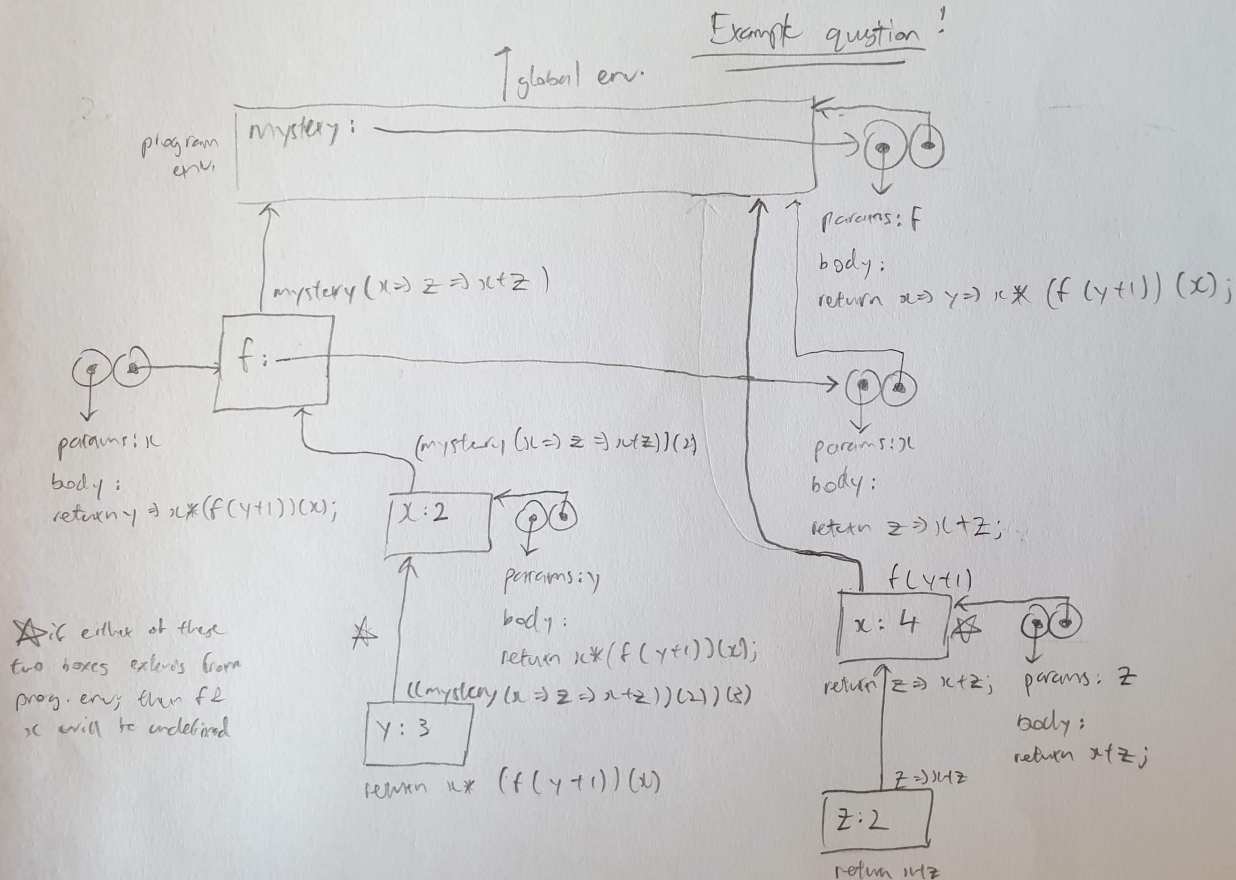 Example qustion!
↑ global env.
program
env.
mystery:
params: f
body:
return x => y => x * (f (y+1)) (x);
mystery (x => z => x+z)
f:
params: x
body:
return y => x*(f(y+1))(x);
(mystery (x => z => x+z))(2)
params: x
body:
return z => x+z;
x: 2
params: y
body:
return x*(f(y+1))(x);
f(y+1)
x: 4
return z => x+z;
params: z
body:
return x+z;
☆ if either of these
two boxes extends from
prog. env, then f &
x will be undefined
☆
☆
((mystery (x => z => x+z))(2))(3)
y: 3
return x* (f(y+1))(x)
z => x+z
z: 2
return x+z